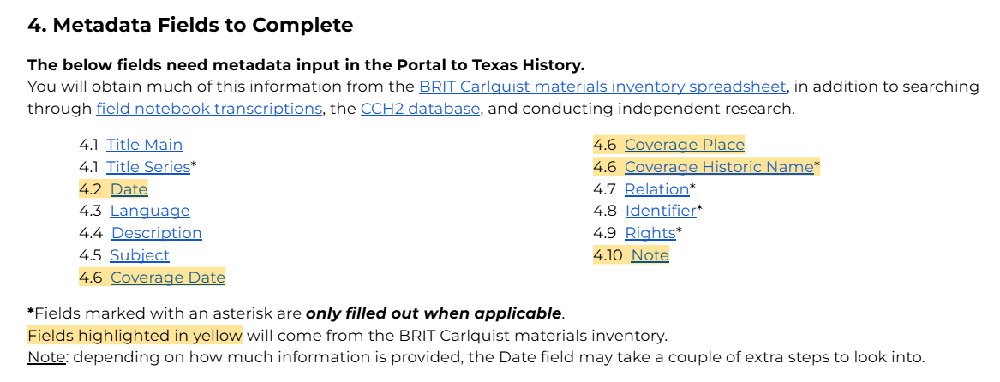 4. Metadata Fields to Complete
The below fields need metadata input in the Portal to Texas History.
You will obtain much of this information from the BRIT Carlquist materials inventory spreadsheet, in addition to searching
through field notebook transcriptions, the CCH2 database, and conducting independent research.
4.1 Title Main
4.1 Title Series*
4.2 Date
4.3 Language
4.4 Description
4.5 Subject
4.6 Coverage Date
4.6 Coverage Place
4.6 Coverage Historic Name*
4.7 Relation*
4.8 Identifier*
4.9 Rights*
4.10 Note
*Fields marked with an asterisk are only filled out when applicable.
Fields highlighted in yellow will come from the BRIT Carlquist materials inventory.
Note: depending on how much information is provided, the Date field may take a couple of extra steps to look into.